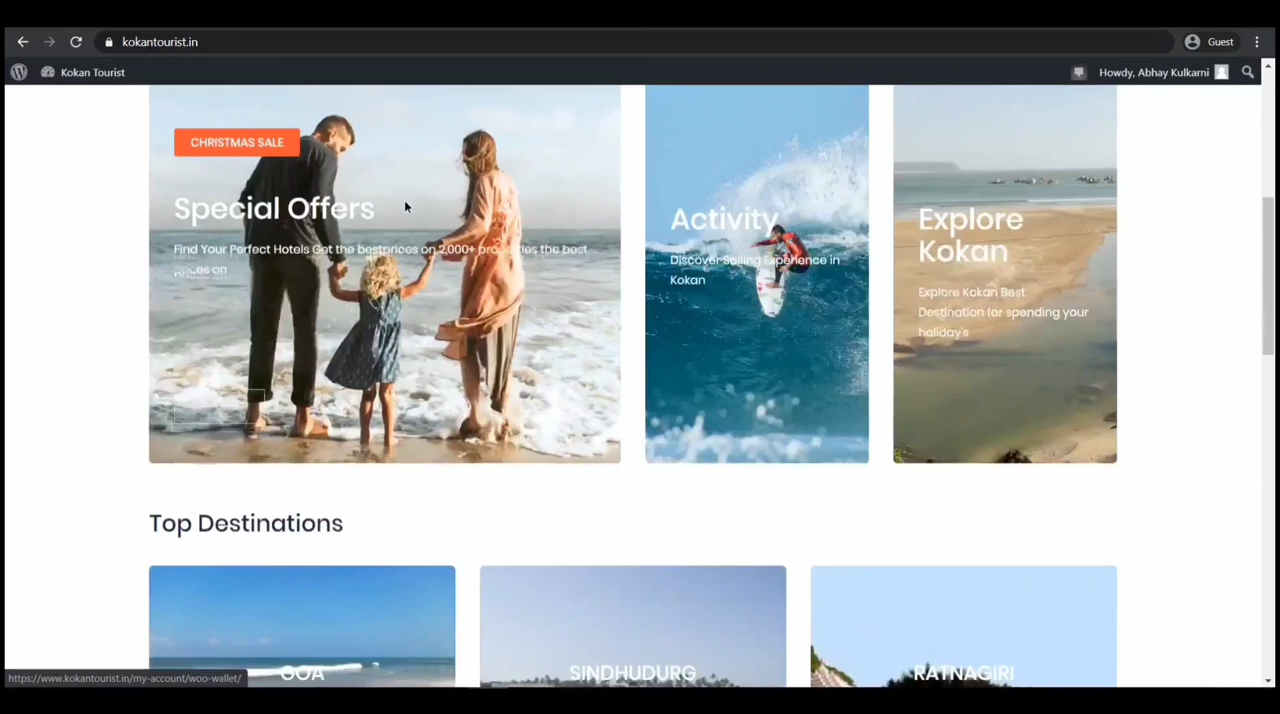 kokantourist.in
Guest
Kokan Tourist
Howdy, Abhay Kulkarni
CHRISTMAS SALE
Special Offers
Find Your Perfect Hotels Get the bestprices on 2,000+ properties the best
prices on
Activity
Discover Sailing Experience in
Kokan
Explore
Kokan
Explore Kokan Best
Destination for spending your
holiday's
Top Destinations
GOA
SINDHUDURG
RATNAGIRI
https://www.kokantourist.in/my-account/woo-wallet/